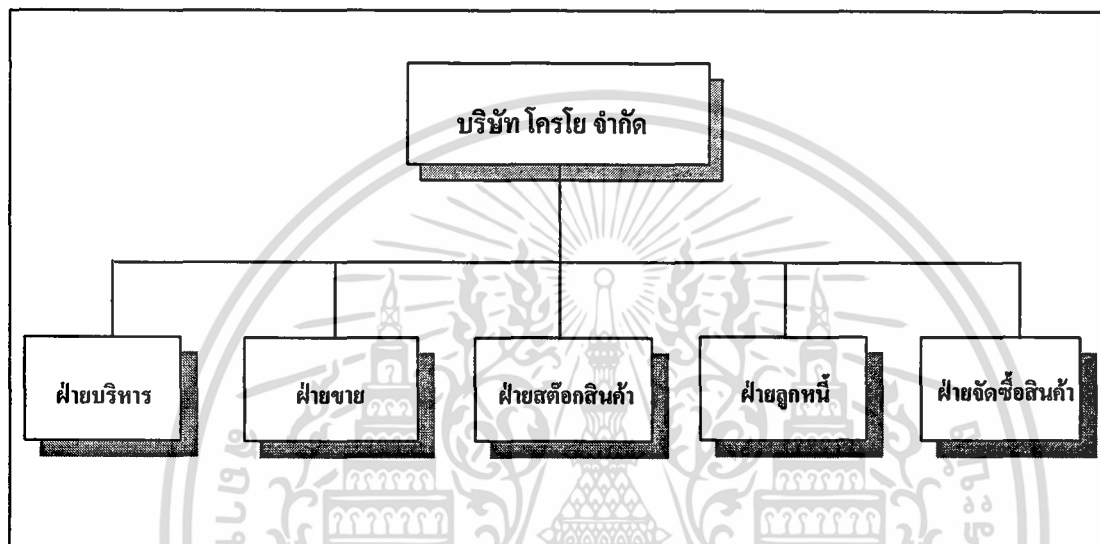 บริษัท โครโย จำกัด
ฝ่ายบริหาร
ฝ่ายขาย
ฝ่ายสต๊อกสินค้า
ฝ่ายลูกหนี้
ฝ่ายจัดซื้อสินค้า